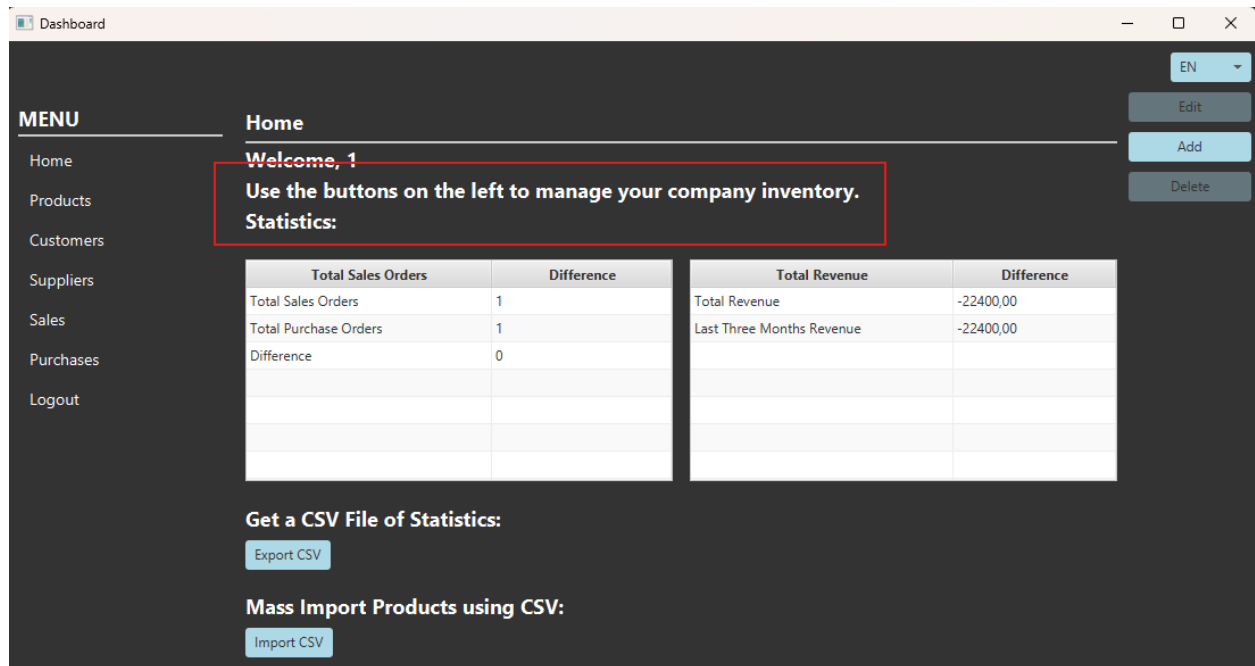 Dashboard
EN
Edit
Add
Delete
MENU
Home
Products
Customers
Suppliers
Sales
Purchases
Logout
Home
Welcome, 1
Use the buttons on the left to manage your company inventory.
Statistics:
Total Sales Orders Difference
Total Sales Orders 1
Total Purchase Orders 1
Difference 0
Total Revenue Difference
Total Revenue -22400,00
Last Three Months Revenue -22400,00
Get a CSV File of Statistics:
Export CSV
Mass Import Products using CSV:
Import CSV